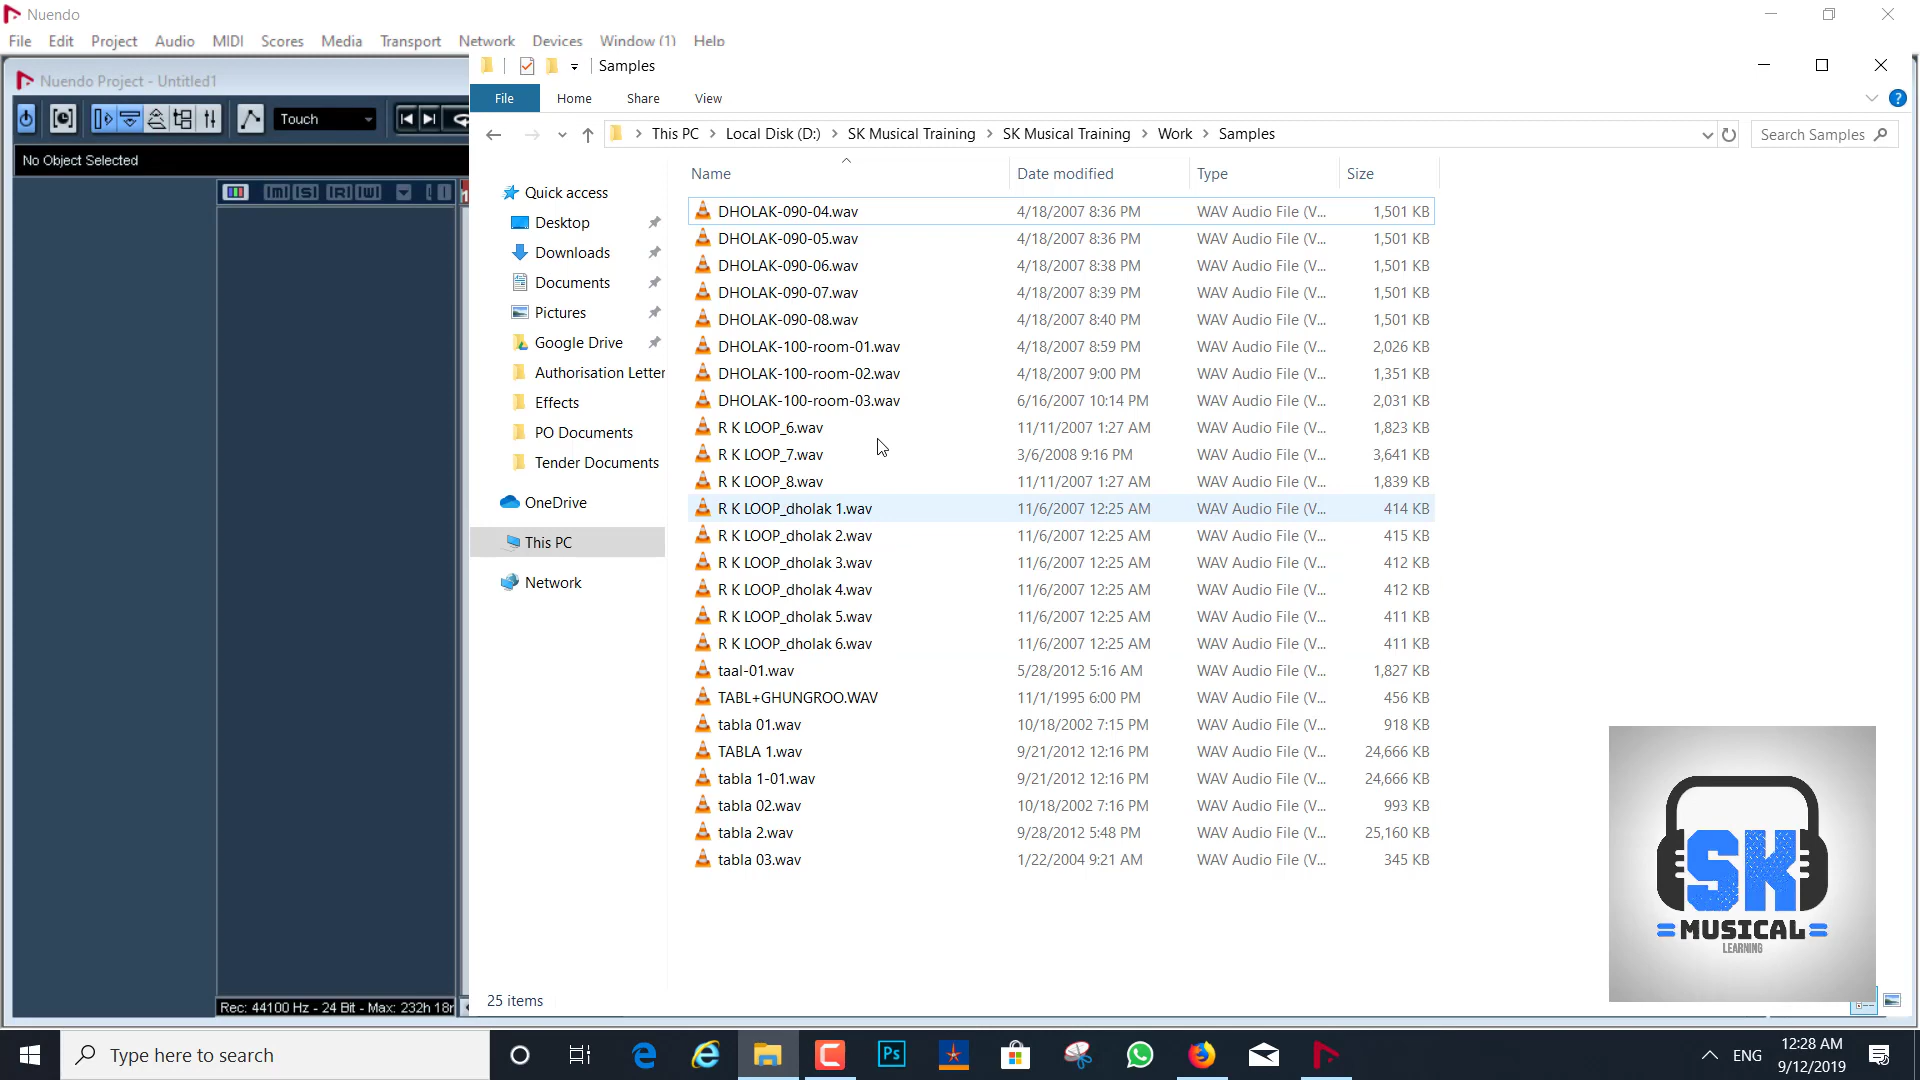 Nuendo
File Edit Project Audio MIDI Scores Media Transport Network Devices Window (1) Help
Nuendo Project - Untitled1
Touch
No Object Selected
Samples
File Home Share View
This PC > Local Disk (D:) > SK Musical Training > SK Musical Training > Work > Samples
Search Samples
Name Date modified Type Size
Quick access
Desktop
Downloads
Documents
Pictures
Google Drive
Authorisation Letter
Effects
PO Documents
Tender Documents
OneDrive
This PC
Network
DHOLAK-090-04.wav 4/18/2007 8:36 PM WAV Audio File (V... 1,501 KB
DHOLAK-090-05.wav 4/18/2007 8:36 PM WAV Audio File (V... 1,501 KB
DHOLAK-090-06.wav 4/18/2007 8:38 PM WAV Audio File (V... 1,501 KB
DHOLAK-090-07.wav 4/18/2007 8:39 PM WAV Audio File (V... 1,501 KB
DHOLAK-090-08.wav 4/18/2007 8:40 PM WAV Audio File (V... 1,501 KB
DHOLAK-100-room-01.wav 4/18/2007 8:59 PM WAV Audio File (V... 2,026 KB
DHOLAK-100-room-02.wav 4/18/2007 9:00 PM WAV Audio File (V... 1,351 KB
DHOLAK-100-room-03.wav 6/16/2007 10:14 PM WAV Audio File (V... 2,031 KB
R K LOOP_6.wav 11/11/2007 1:27 AM WAV Audio File (V... 1,823 KB
R K LOOP_7.wav 3/6/2008 9:16 PM WAV Audio File (V... 3,641 KB
R K LOOP_8.wav 11/11/2007 1:27 AM WAV Audio File (V... 1,839 KB
R K LOOP_dholak 1.wav 11/6/2007 12:25 AM WAV Audio File (V... 414 KB
R K LOOP_dholak 2.wav 11/6/2007 12:25 AM WAV Audio File (V... 415 KB
R K LOOP_dholak 3.wav 11/6/2007 12:25 AM WAV Audio File (V... 412 KB
R K LOOP_dholak 4.wav 11/6/2007 12:25 AM WAV Audio File (V... 412 KB
R K LOOP_dholak 5.wav 11/6/2007 12:25 AM WAV Audio File (V... 411 KB
R K LOOP_dholak 6.wav 11/6/2007 12:25 AM WAV Audio File (V... 411 KB
taal-01.wav 5/28/2012 5:16 AM WAV Audio File (V... 1,827 KB
TABL+GHUNGROO.WAV 11/1/1995 6:00 PM WAV Audio File (V... 456 KB
tabla 01.wav 10/18/2002 7:15 PM WAV Audio File (V... 918 KB
TABLA 1.wav 9/21/2012 12:16 PM WAV Audio File (V... 24,666 KB
tabla 1-01.wav 9/21/2012 12:16 PM WAV Audio File (V... 24,666 KB
tabla 02.wav 10/18/2002 7:16 PM WAV Audio File (V... 993 KB
tabla 2.wav 9/28/2012 5:48 PM WAV Audio File (V... 25,160 KB
tabla 03.wav 1/22/2004 9:21 AM WAV Audio File (V... 345 KB
SK
MUSICAL
LEARNING
25 items
Rec: 44100 Hz - 24 Bit - Max: 232h 18
Type here to search
Ps
ENG
12:28 AM
9/12/2019